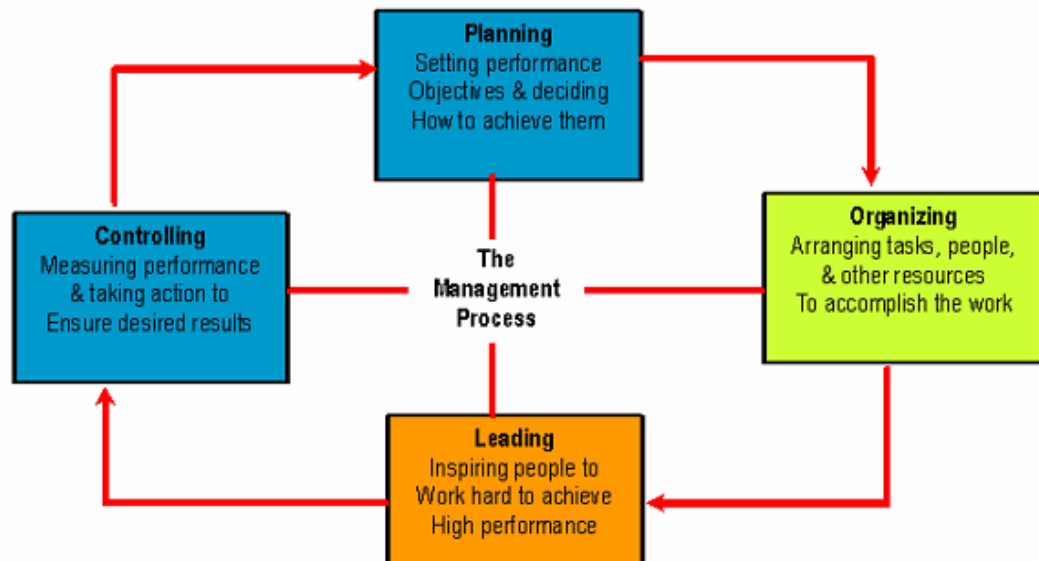 Planning
Setting performance
Objectives & deciding
How to achieve them
Organizing
Arranging tasks, people,
& other resources
To accomplish the work
Controlling
Measuring performance
& taking action to
Ensure desired results
The
Management
Process
Leading
Inspiring people to
Work hard to achieve
High performance